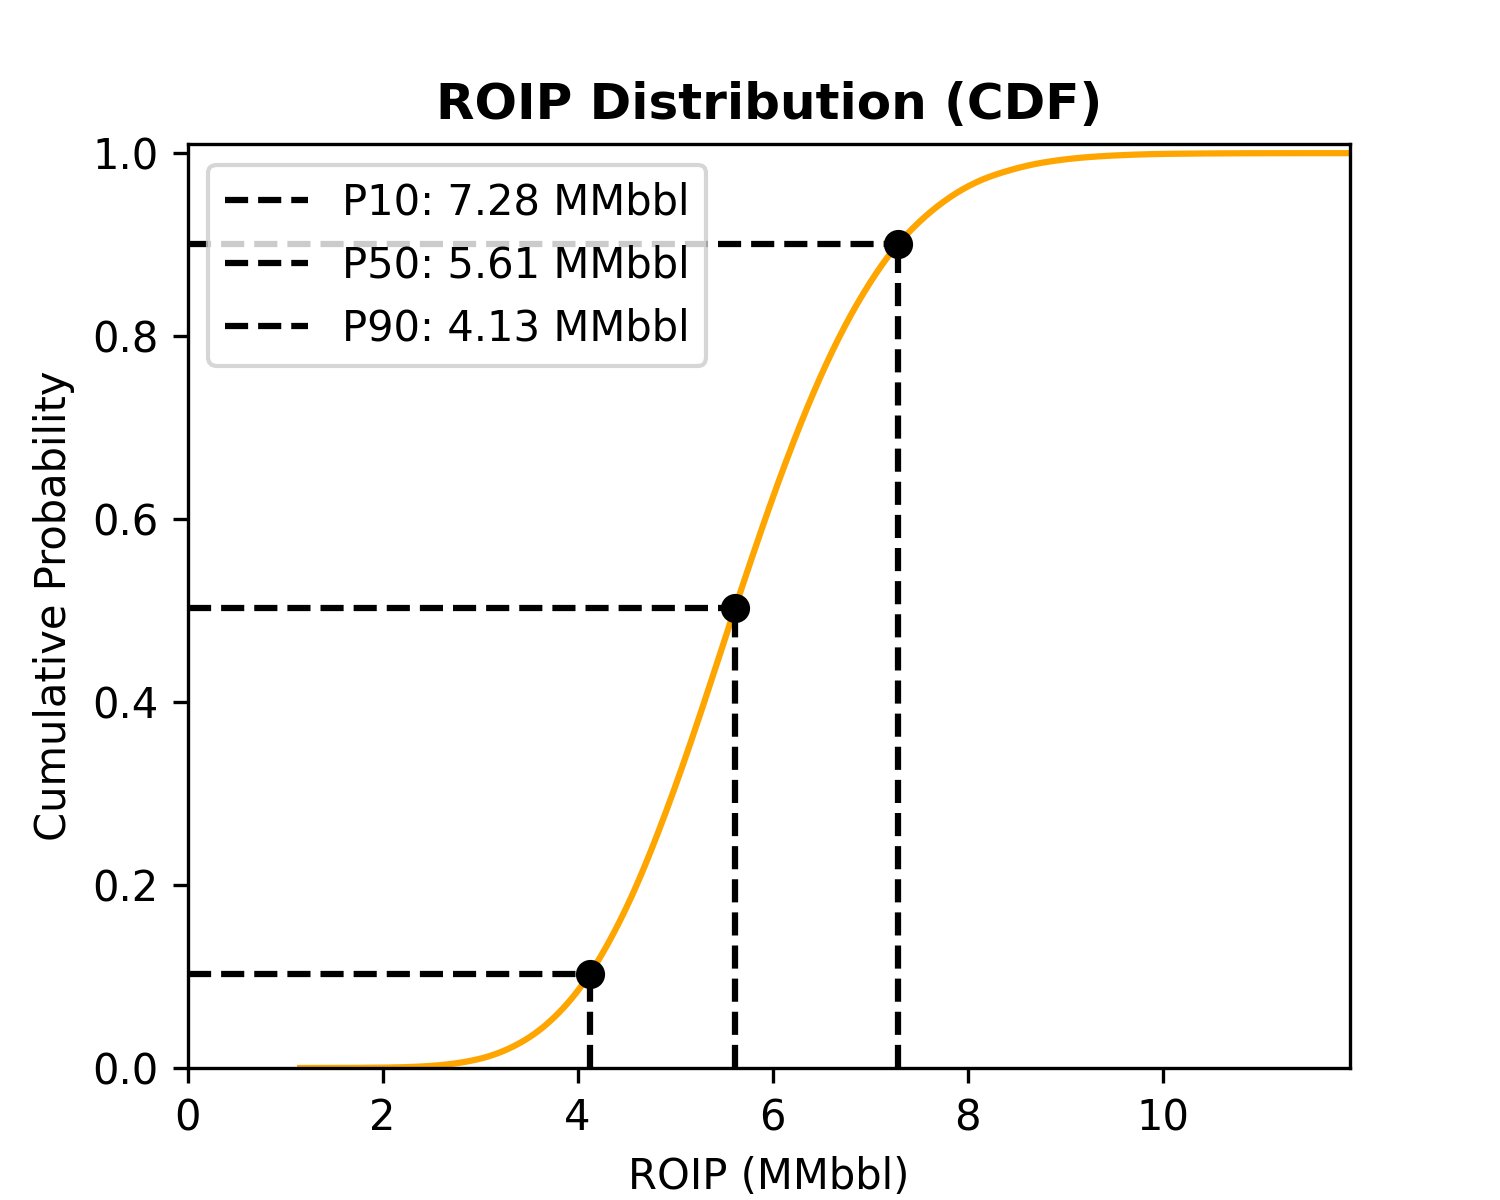 ROIP Distribution (CDF)
P10: 7.28 MMbbl
P50: 5.61 MMbbl
P90: 4.13 MMbbl
Cumulative Probability
1.0
0.8
0.6
0.4
0.2
0.0
0 2 4 6 8 10
ROIP (MMbbl)